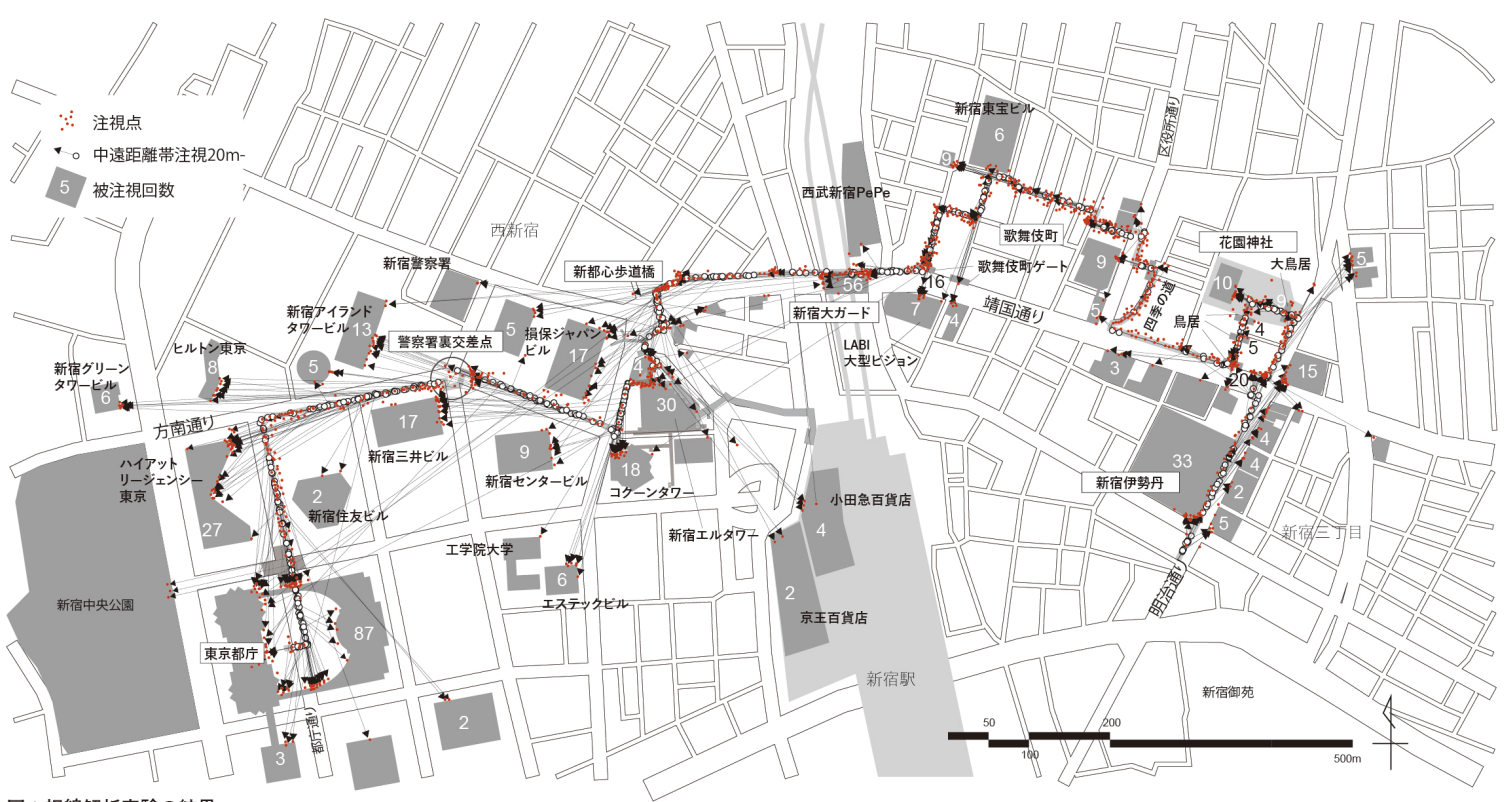 注視点
中遠距離帯注視20m-
5
被注視回数
新宿東宝ビル
6
9
区役所通り
西武新宿PePe
西新宿
歌舞伎町
花園神社
大鳥居
新宿警察署
新都心歩道橋
歌舞伎町ゲート
9
10
9
5
56
16
新宿アイランド
タワービル
13
5
損保ジャパン
ビル
17
新宿大ガード
7
4
靖国通り
5
四季の道
鳥居
4
5
警察署裏交差点
ヒルトン東京
8
5
LABI
大型ビジョン
新宿グリーン
タワービル
6
4
3
20
15
方南通り
17
30
新宿三井ビル
9
新宿センタービル
18
コクーンタワー
33
4
4
2
5
新宿伊勢丹
ハイアット
リージェンシー
東京
27
2
新宿住友ビル
小田急百貨店
4
新宿エルタワー
新宿三丁目
工学院大学
6
エステックビル
2
京王百貨店
明治通り
新宿中央公園
87
東京都庁
新宿駅
新宿御苑
都庁通り
2
3
50
200
100
500m